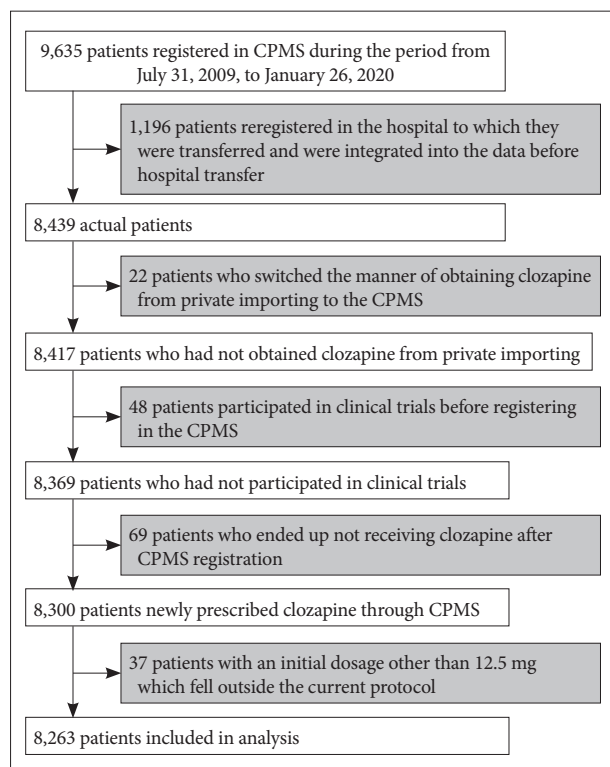 9,635 patients registered in CPMS during the period from
July 31, 2009, to January 26, 2020
1,196 patients reregistered in the hospital to which they
were transferred and were integrated into the data before
hospital transfer
8,439 actual patients
22 patients who switched the manner of obtaining clozapine
from private importing to the CPMS
8,417 patients who had not obtained clozapine from private importing
48 patients participated in clinical trials before registering
in the CPMS
8,369 patients who had not participated in clinical trials
69 patients who ended up not receiving clozapine after
CPMS registration
8,300 patients newly prescribed clozapine through CPMS
37 patients with an initial dosage other than 12.5 mg
which fell outside the current protocol
8,263 patients included in analysis